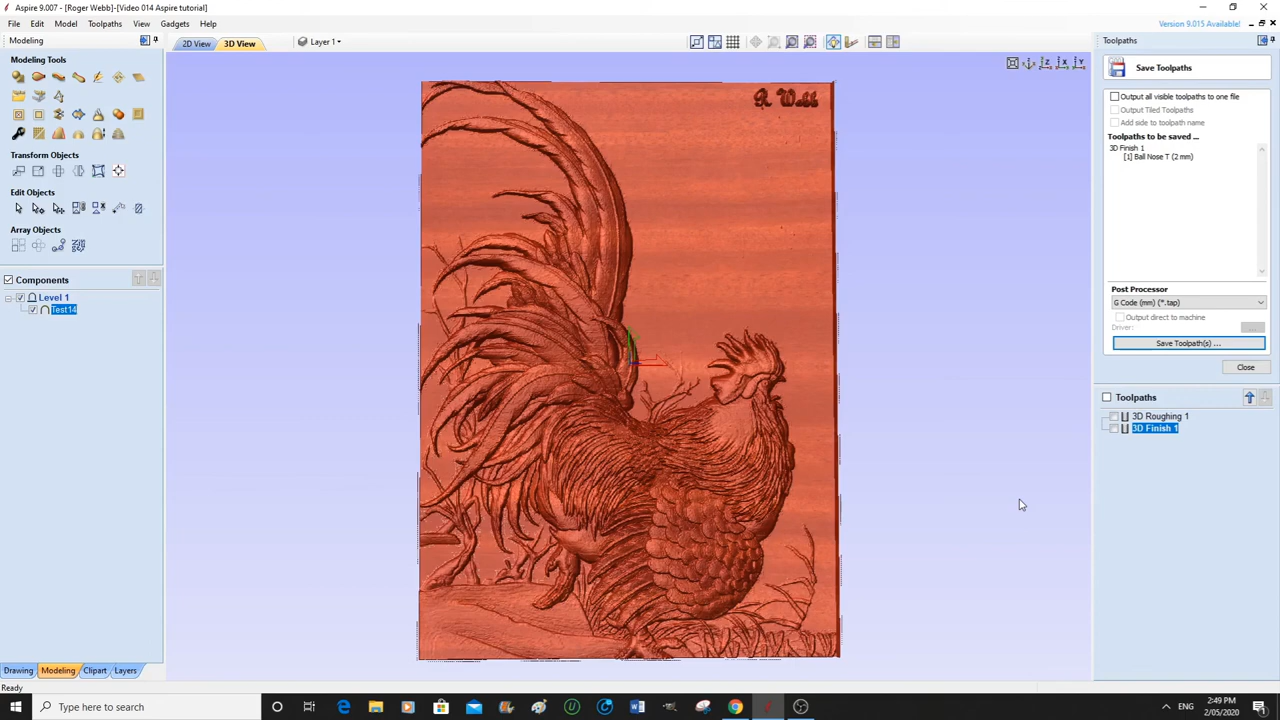 Aspire 9.007 - [Roger Webb]-[Video 014 Aspire tutorial]
File Edit Model Toolpaths View Gadgets Help
Version 9.015 Available!
Modeling
2D View 3D View Layer 1
Toolpaths
Modeling Tools
Transform Objects
Edit Objects
Array Objects
Components
Level 1
Test14
R Webb
Z X Y
Save Toolpaths
Output all visible toolpaths to one file
Output Tiled Toolpaths
Add side to toolpath name
Toolpaths to be saved ...
3D Finish 1
[1] Ball Nose T (2 mm)
Post Processor
G Code (mm) (*.tap)
Output direct to machine
Driver:
...
Save Toolpath(s) ...
Close
Toolpaths
3D Roughing 1
3D Finish 1
Drawing Modeling Clipart Layers
Ready
Type here to search
ENG
2:49 PM
2/05/2020